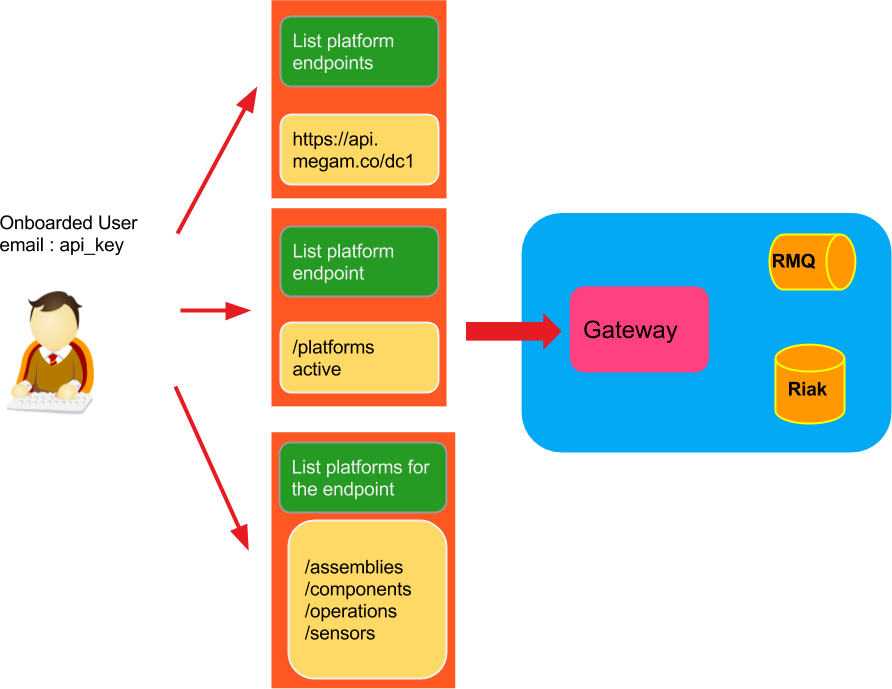 List platform
endpoints
https://api.
megam.co/dc1
Onboarded User
email : api_key
List platform
endpoint
/platforms
active
List platforms for
the endpoint
/assemblies
/components
/operations
/sensors
Gateway
RMQ
Riak